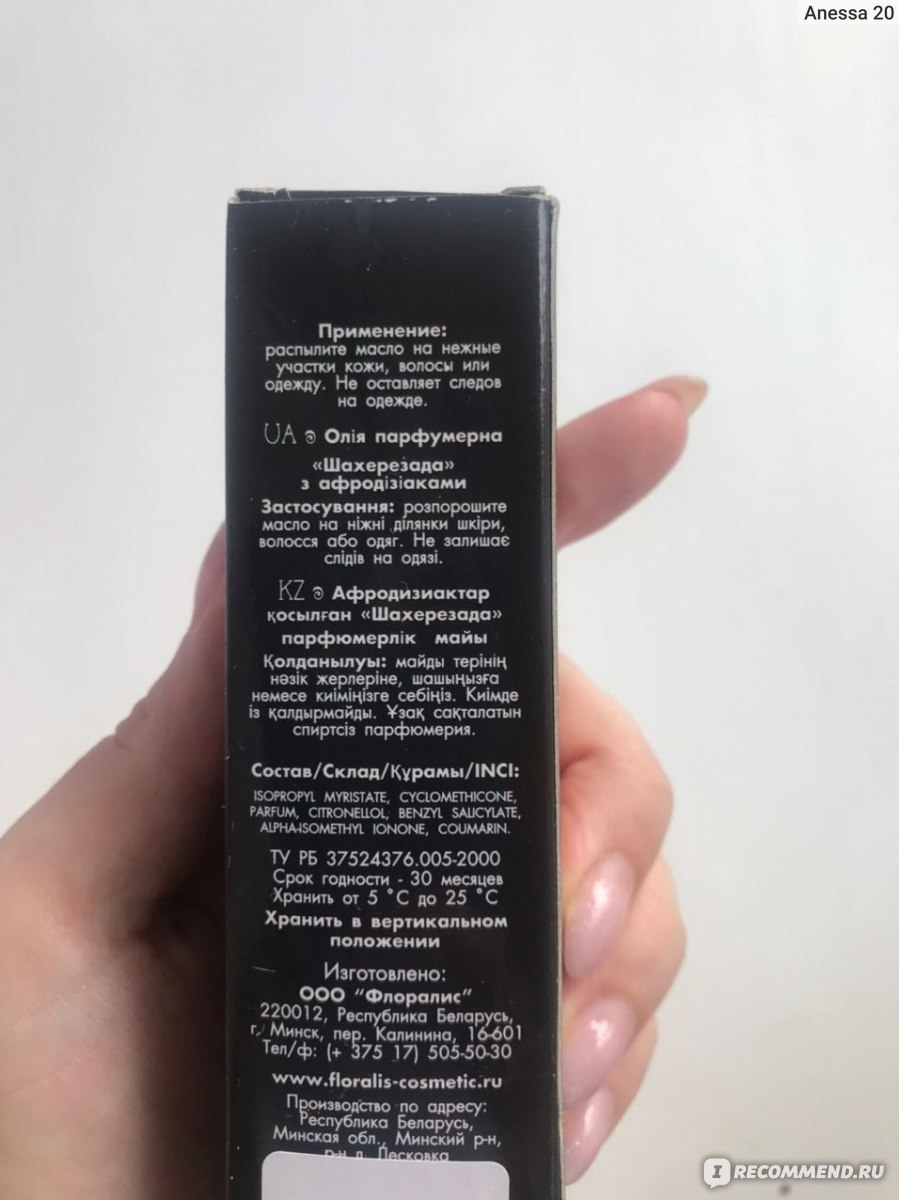 Anessa 20
Применение:
распылите масло на нежные
участки кожи, волосы или
одежду. Не оставляет следов
на одежде.
UA Олія парфумерна
«Шахерезада»
з афродізіаками
Застосування: розпорошите
масло на ніжні ділянки шкіри,
волосся або одяг. Не залишає
слідів на одязі.
KZ Афродизиактар
қосылған «Шахерезада»
парфюмерлік майы
Қолданылуы: майды терінің
нәзік жерлеріне, шашыңызға
немесе киіміңізге себіңіз. Киімде
із қалдырмайды. Ұзақ сақталатын
спиртсіз парфюмерия.
Состав/Склад/Құрамы/INCI:
ISOPROPYL MYRISTATE, CYCLOMETHICONE,
PARFUM, CITRONELLOL, BENZYL SALICYLATE,
ALPHA-ISOMETHYL IONONE, COUMARIN.
ТУ РБ 37524376.005-2000
Срок годности - 30 месяцев
Хранить от 5 °C до 25 °C
Хранить в вертикальном
положении
Изготовлено:
ООО "Флоралис"
220012, Республика Беларусь,
г. Минск, пер. Калинина, 16-601
Тел/ф: (+ 375 17) 505-50-30
www.floralis-cosmetic.ru
Производство по адресу:
Республика Беларусь,
Минская обл., Минский р-н,
р-н д. Песковка
IRECOMMEND.RU